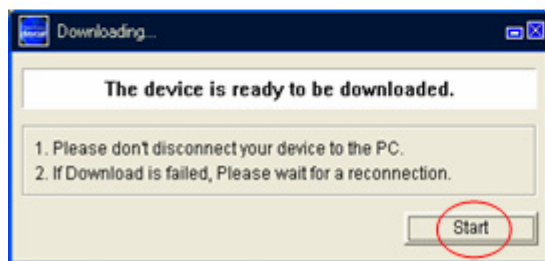 Downloading...
The device is ready to be downloaded.
1. Please don't disconnect your device to the PC.
2. If Download is failed, Please wait for a reconnection.
Start